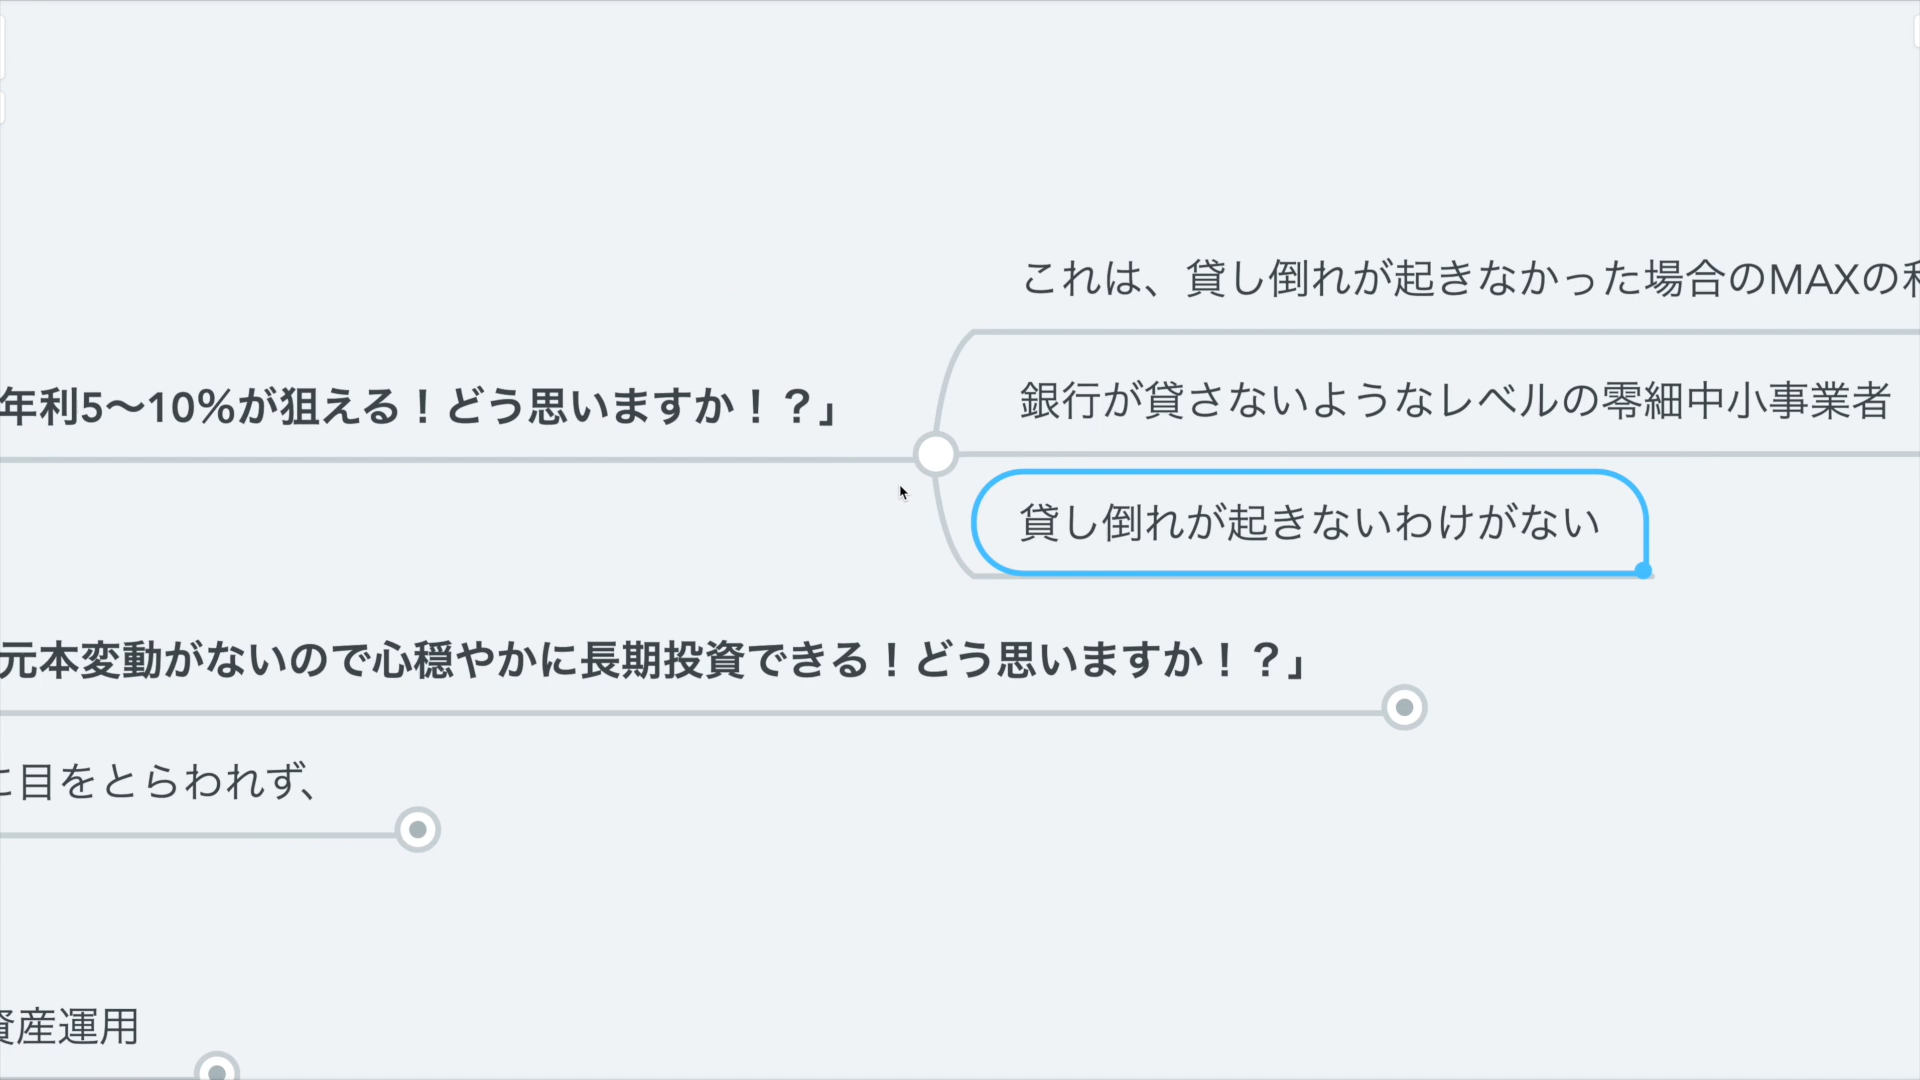 これは、貸し倒れが起きなかった場合のMAXの
年利5〜10%が狙える！どう思いますか！？」
銀行が貸さないようなレベルの零細中小事業者
貸し倒れが起きないわけがない
元本変動がないので心穏やかに長期投資できる！どう思いますか！？」
に目をとらわれず、
資産運用